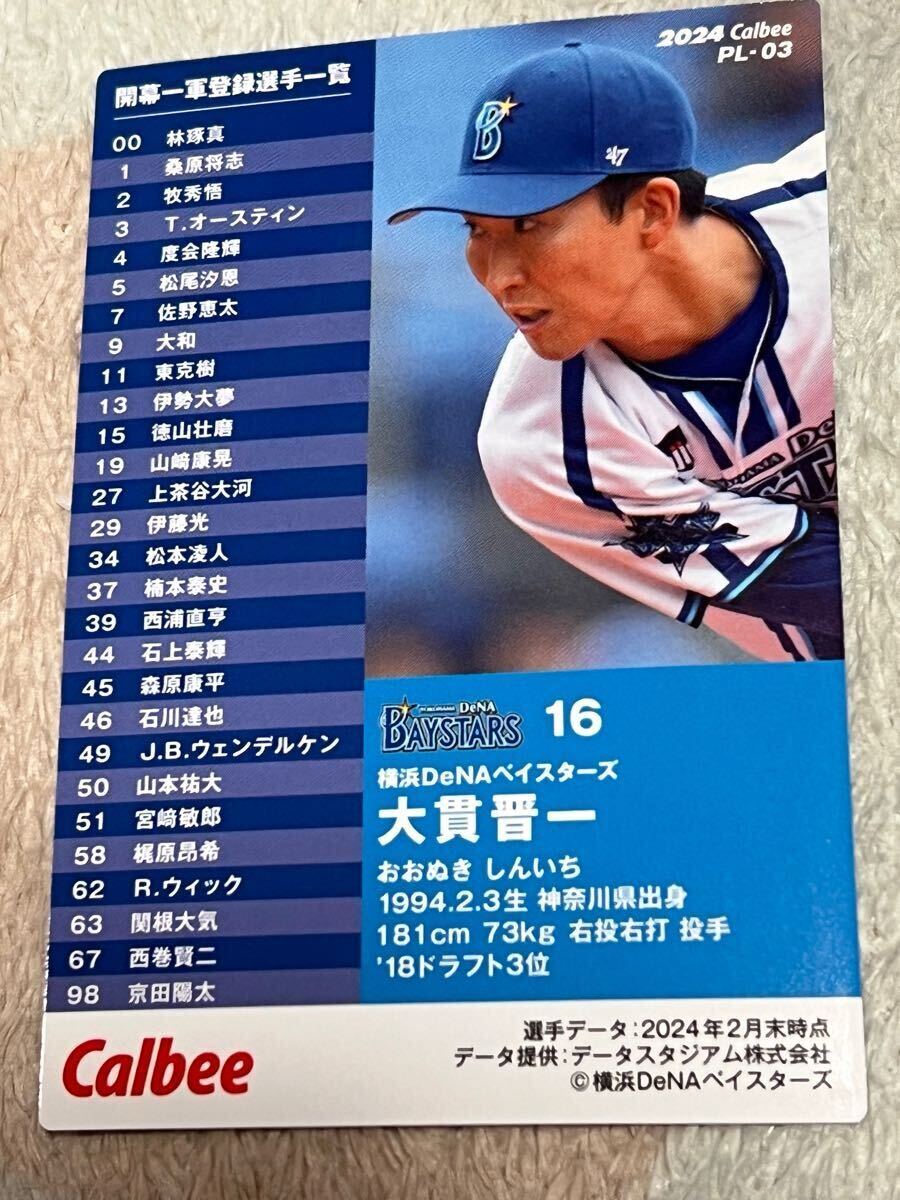 開幕一軍登録選手一覧
00 林琢真
1 桑原将志
2 牧秀悟
3 T.オースティン
4 度会隆輝
5 松尾汐恩
7 佐野恵太
9 大和
11 東克樹
13 伊勢大夢
15 徳山壮磨
19 山﨑康晃
27 上茶谷大河
29 伊藤光
34 松本凌人
37 楠本泰史
39 西浦直亨
44 石上泰輝
45 森原康平
46 石川達也
49 J.B.ウェンデルケン
50 山本祐大
51 宮﨑敏郎
58 梶原昂希
62 R.ウィック
63 関根大気
67 西巻賢二
98 京田陽太
2024 Calbee
PL-03
B
'47
YOKOHAMA DeNA
BAYSTARS
16
横浜DeNAベイスターズ
大貫晋一
おおぬき しんいち
1994.2.3生 神奈川県出身
181cm 73kg 右投右打 投手
'18ドラフト3位
Calbee
選手データ:2024年2月末時点
データ提供:データスタジアム株式会社
©横浜DeNAベイスターズ